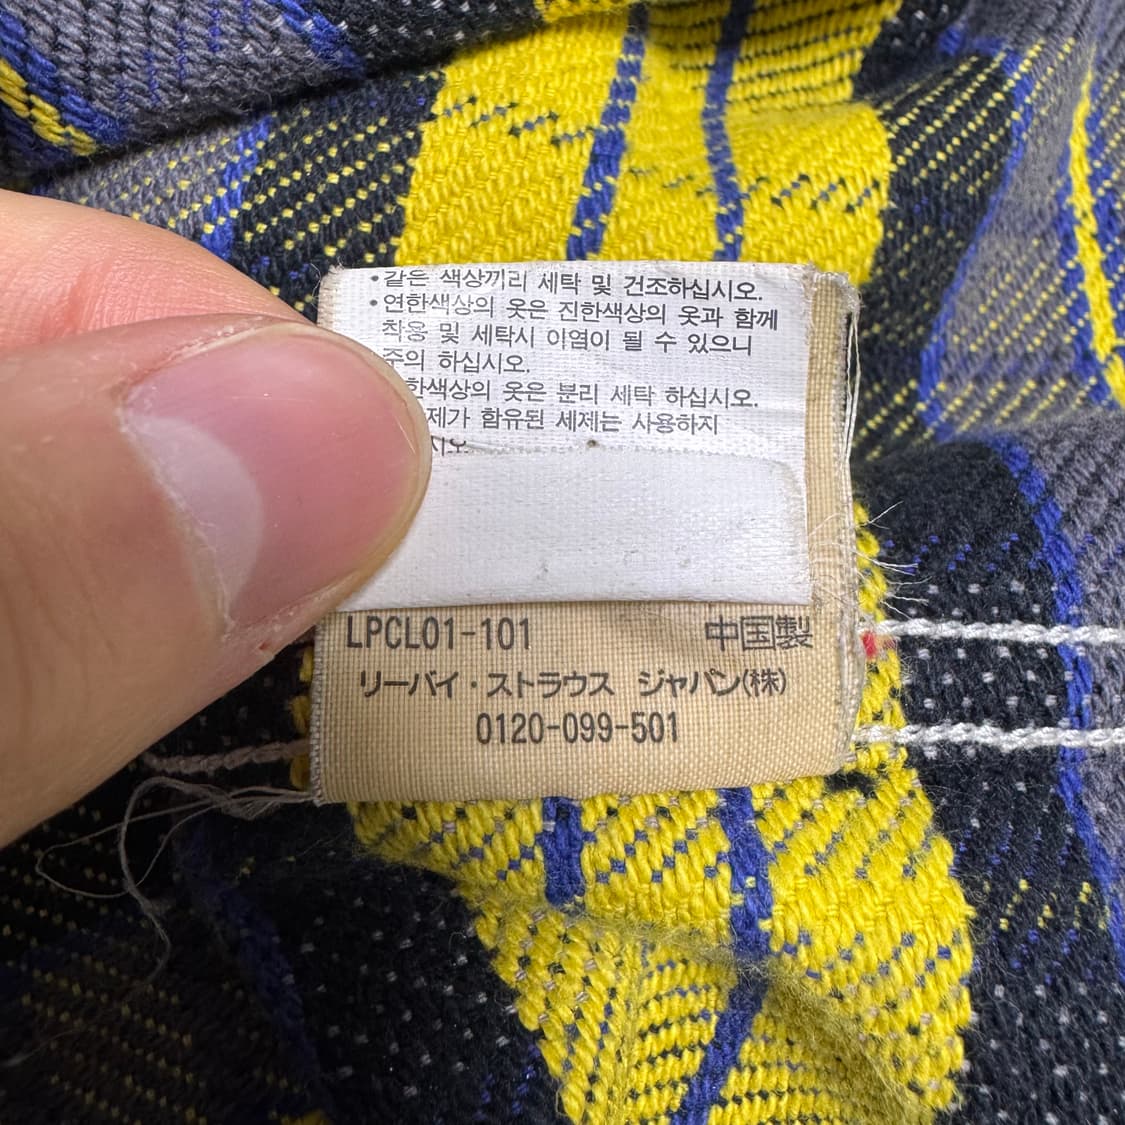 •같은 색상끼리 세탁 및 건조하십시오.
•연한색상의 옷은 진한색상의 옷과 함께
착용 및 세탁시 이염이 될 수 있으니
주의 하십시오.
한색상의 옷은 분리 세탁 하십시오.
제가 함유된 세제는 사용하지
시오.
LPCL01-101 中国製
リーバイ・ストラウス ジャパン(株)
0120-099-501